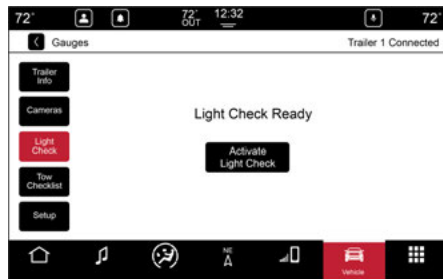 72°
72°
OUT
12:32
72°
Gauges
Trailer 1 Connected
Trailer
Info
Cameras
Light
Check
Tow
Checklist
Setup
Light Check Ready
Activate
Light Check
NE
A
Vehicle